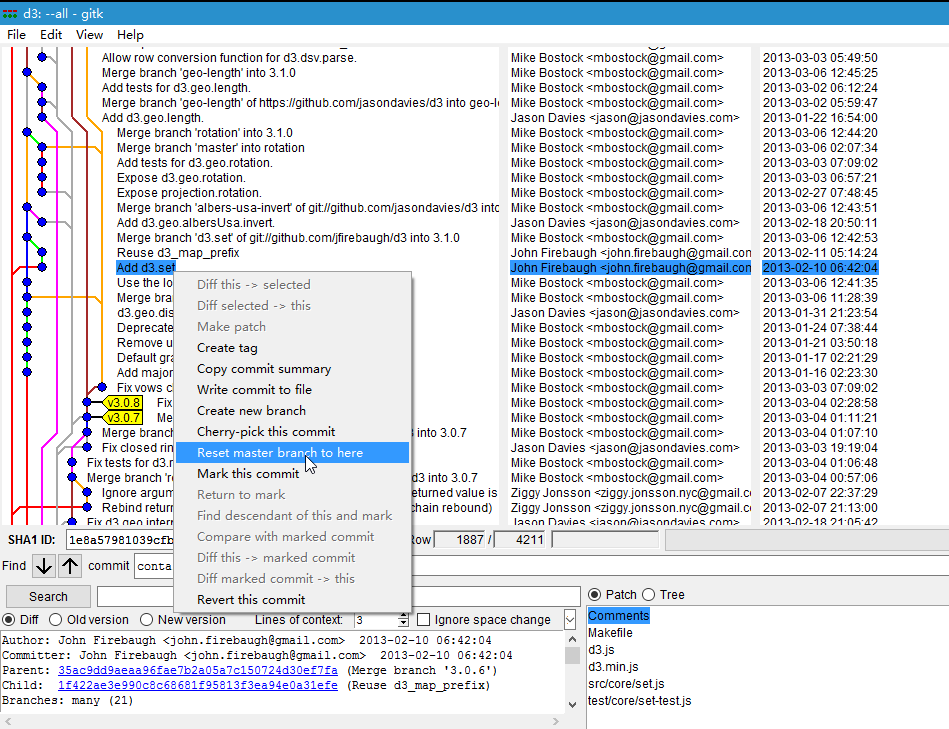 d3: --all - gitk
File Edit View Help
Allow row conversion function for d3.dsv.parse. Mike Bostock <mbostock@gmail.com> 2013-03-03 05:49:50
Merge branch 'geo-length' into 3.1.0 Mike Bostock <mbostock@gmail.com> 2013-03-06 12:45:25
Add tests for d3.geo.length. Mike Bostock <mbostock@gmail.com> 2013-03-02 06:12:24
Merge branch 'geo-length' of https://github.com/jasondavies/d3 into geo-l Mike Bostock <mbostock@gmail.com> 2013-03-02 05:59:47
Add d3.geo.length. Jason Davies <jason@jasondavies.com> 2013-01-22 16:54:00
Merge branch 'rotation' into 3.1.0 Mike Bostock <mbostock@gmail.com> 2013-03-06 12:44:20
Merge branch 'master' into rotation Mike Bostock <mbostock@gmail.com> 2013-03-06 02:07:34
Add tests for d3.geo.rotation. Mike Bostock <mbostock@gmail.com> 2013-03-03 07:09:02
Expose d3.geo.rotation. Mike Bostock <mbostock@gmail.com> 2013-03-03 06:57:21
Expose projection.rotation. Mike Bostock <mbostock@gmail.com> 2013-02-27 07:48:45
Merge branch 'albers-usa-invert' of git://github.com/jasondavies/d3 into Mike Bostock <mbostock@gmail.com> 2013-03-06 12:43:51
Add d3.geo.albersUsa.invert. Jason Davies <jason@jasondavies.com> 2013-02-18 20:50:11
Merge branch 'd3.set' of git://github.com/jfirebaugh/d3 into 3.1.0 Mike Bostock <mbostock@gmail.com> 2013-03-06 12:42:53
Reuse d3_map_prefix John Firebaugh <john.firebaugh@gmail.con 2013-02-11 05:14:24
Add d3.set John Firebaugh <john.firebaugh@gmail.con 2013-02-10 06:42:04
Use the lo Mike Bostock <mbostock@gmail.com> 2013-03-06 12:41:35
Merge bra Mike Bostock <mbostock@gmail.com> 2013-03-06 11:28:39
d3.geo.dis Jason Davies <jason@jasondavies.com> 2013-01-31 21:23:54
Deprecate Mike Bostock <mbostock@gmail.com> 2013-01-24 07:38:44
Remove u Mike Bostock <mbostock@gmail.com> 2013-01-21 03:50:18
Default gra Mike Bostock <mbostock@gmail.com> 2013-01-17 02:21:29
Add major Mike Bostock <mbostock@gmail.com> 2013-01-16 02:23:30
Fix vows c Mike Bostock <mbostock@gmail.com> 2013-03-03 07:09:02
v3.0.8 Fix Mike Bostock <mbostock@gmail.com> 2013-03-04 02:28:58
v3.0.7 Me Mike Bostock <mbostock@gmail.com> 2013-03-04 01:11:21
Merge branch into 3.0.7 Mike Bostock <mbostock@gmail.com> 2013-03-04 01:07:10
Fix closed rin Jason Davies <jason@jasondavies.com> 2013-03-03 19:19:04
Fix tests for d3.r Mike Bostock <mbostock@gmail.com> 2013-03-04 01:06:48
Merge branch 'r d3 into 3.0.7 Mike Bostock <mbostock@gmail.com> 2013-03-04 00:57:06
Ignore argum eturned value is Ziggy Jonsson <ziggy.jonsson.nyc@gmail.c 2013-02-07 22:37:29
Rebind return chain rebound) Ziggy Jonsson <ziggy.jonsson.nyc@gmail.c 2013-02-07 21:13:00
Fix d3 geo inter Jason Davies <jason@jasondavies.com> 2013-02-18 21:05:42
Diff this -> selected
Diff selected -> this
Make patch
Create tag
Copy commit summary
Write commit to file
Create new branch
Cherry-pick this commit
Reset master branch to here
Mark this commit
Return to mark
Find descendant of this and mark
Compare with marked commit
Diff this -> marked commit
Diff marked commit -> this
Revert this commit
SHA1 ID: 1e8a57981039cfb Row 1887 / 4211
Find commit conta
Search
Diff Old version New version Lines of context: 3 Ignore space change
Patch Tree
Author: John Firebaugh <john.firebaugh@gmail.com> 2013-02-10 06:42:04
Committer: John Firebaugh <john.firebaugh@gmail.com> 2013-02-10 06:42:04
Parent: 35ac9dd9aeaa96fae7b2a05a7c150724d30ef7fa (Merge branch '3.0.6')
Child: 1f422ae3e990c8c68681f95813f3ea94e0a31efe (Reuse d3_map_prefix)
Branches: many (21)
Comments
Makefile
d3.js
d3.min.js
src/core/set.js
test/core/set-test.js